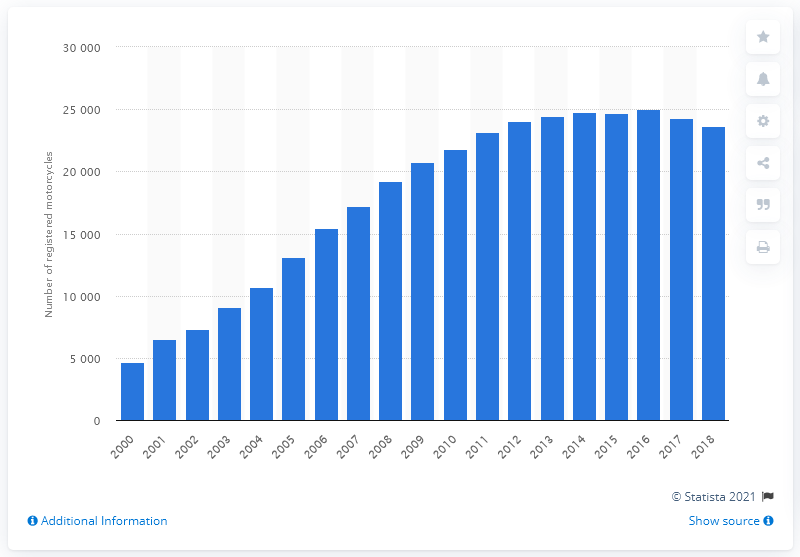 30 000
25 000
20 000
15 000
10 000
5 000
0
Number of registered motorcycles
2000 2001 2002 2003 2004 2005 2006 2007 2008 2009 2010 2011 2012 2013 2014 2015 2016 2017 2018
© Statista 2021
Additional Information
Show source